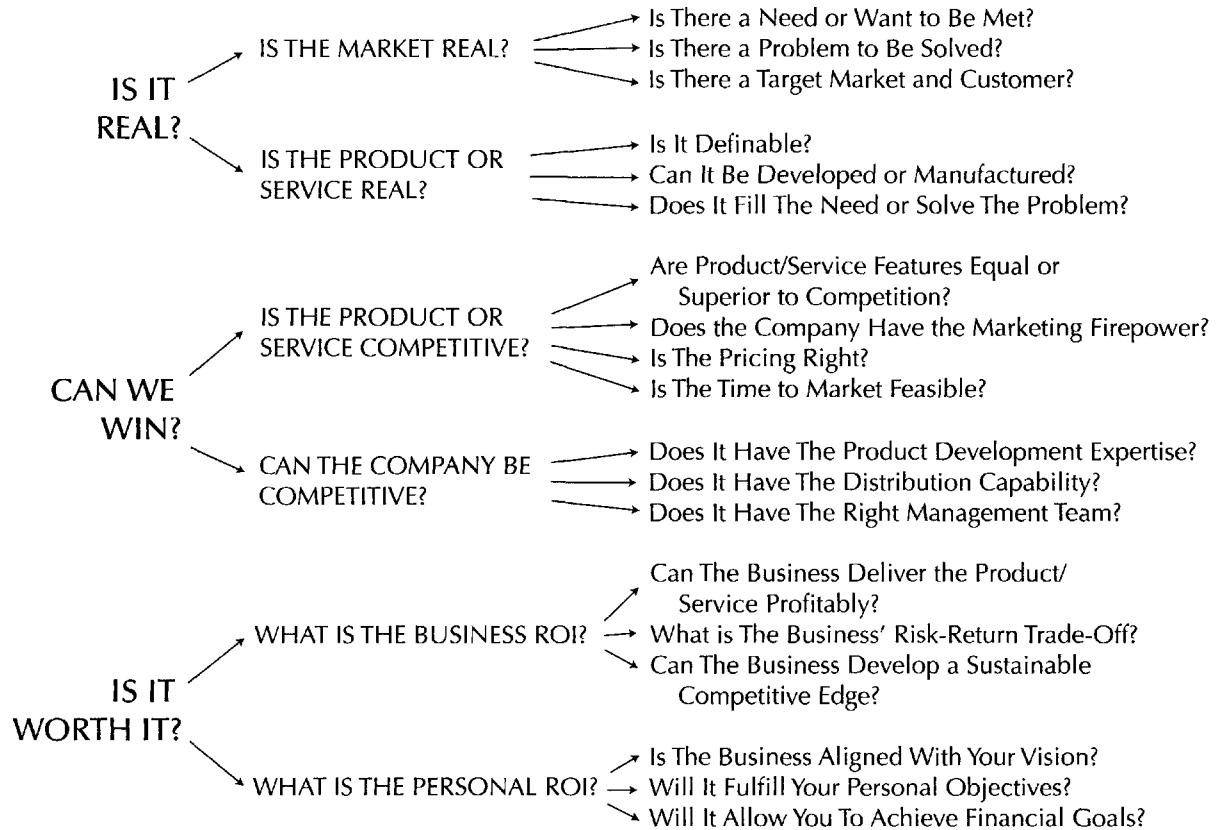 IS IT
REAL?
IS THE MARKET REAL?
Is There a Need or Want to Be Met?
Is There a Problem to Be Solved?
Is There a Target Market and Customer?
IS THE PRODUCT OR
SERVICE REAL?
Is It Definable?
Can It Be Developed or Manufactured?
Does It Fill The Need or Solve The Problem?
CAN WE
WIN?
IS THE PRODUCT OR
SERVICE COMPETITIVE?
Are Product/Service Features Equal or
Superior to Competition?
Does the Company Have the Marketing Firepower?
Is The Pricing Right?
Is The Time to Market Feasible?
CAN THE COMPANY BE
COMPETITIVE?
Does It Have The Product Development Expertise?
Does It Have The Distribution Capability?
Does It Have The Right Management Team?
IS IT
WORTH IT?
WHAT IS THE BUSINESS ROI?
Can The Business Deliver the Product/
Service Profitably?
What is The Business' Risk-Return Trade-Off?
Can The Business Develop a Sustainable
Competitive Edge?
WHAT IS THE PERSONAL ROI?
Is The Business Aligned With Your Vision?
Will It Fulfill Your Personal Objectives?
Will It Allow You To Achieve Financial Goals?